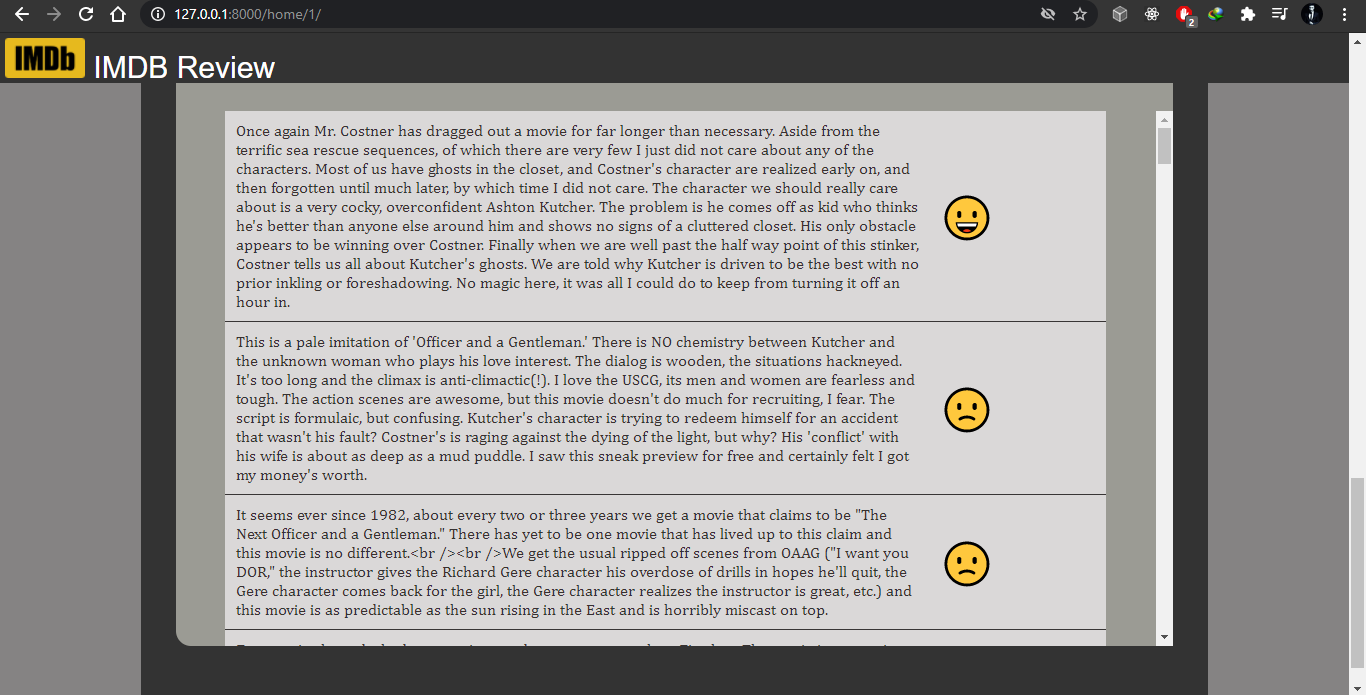 127.0.0.1:8000/home/1/
2
IMDb IMDB Review
Once again Mr. Costner has dragged out a movie for far longer than necessary. Aside from the
terrific sea rescue sequences, of which there are very few I just did not care about any of the
characters. Most of us have ghosts in the closet, and Costner's character are realized early on, and
then forgotten until much later, by which time I did not care. The character we should really care
about is a very cocky, overconfident Ashton Kutcher. The problem is he comes off as kid who thinks
he's better than anyone else around him and shows no signs of a cluttered closet. His only obstacle
appears to be winning over Costner. Finally when we are well past the half way point of this stinker,
Costner tells us all about Kutcher's ghosts. We are told why Kutcher is driven to be the best with no
prior inkling or foreshadowing. No magic here, it was all I could do to keep from turning it off an
hour in.
This is a pale imitation of 'Officer and a Gentleman.' There is NO chemistry between Kutcher and
the unknown woman who plays his love interest. The dialog is wooden, the situations hackneyed.
It's too long and the climax is anti-climactic(!). I love the USCG, its men and women are fearless and
tough. The action scenes are awesome, but this movie doesn't do much for recruiting, I fear. The
script is formulaic, but confusing. Kutcher's character is trying to redeem himself for an accident
that wasn't his fault? Costner's is raging against the dying of the light, but why? His 'conflict' with
his wife is about as deep as a mud puddle. I saw this sneak preview for free and certainly felt I got
my money's worth.
It seems ever since 1982, about every two or three years we get a movie that claims to be "The
Next Officer and a Gentleman." There has yet to be one movie that has lived up to this claim and
this movie is no different.<br /><br />We get the usual ripped off scenes from OAAG ("I want you
DOR," the instructor gives the Richard Gere character his overdose of drills in hopes he'll quit, the
Gere character comes back for the girl, the Gere character realizes the instructor is great, etc.) and
this movie is as predictable as the sun rising in the East and is horribly miscast on top.